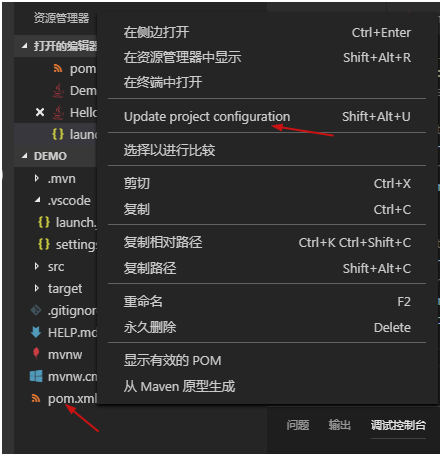 资源管理器
打开的编辑器
pom
Dem
Hello
laun
DEMO
.mvn
.vscode
launch.
settings
src
target
.gitignor
HELP.md
mvnw
mvnw.cm
pom.xml
在侧边打开 Ctrl+Enter
在资源管理器中显示 Shift+Alt+R
在终端中打开
Update project configuration Shift+Alt+U
选择以进行比较
剪切 Ctrl+X
复制 Ctrl+C
复制相对路径 Ctrl+K Ctrl+Shift+C
复制路径 Shift+Alt+C
重命名 F2
永久删除 Delete
显示有效的 POM
从 Maven 原型生成
问题 输出 调试控制台